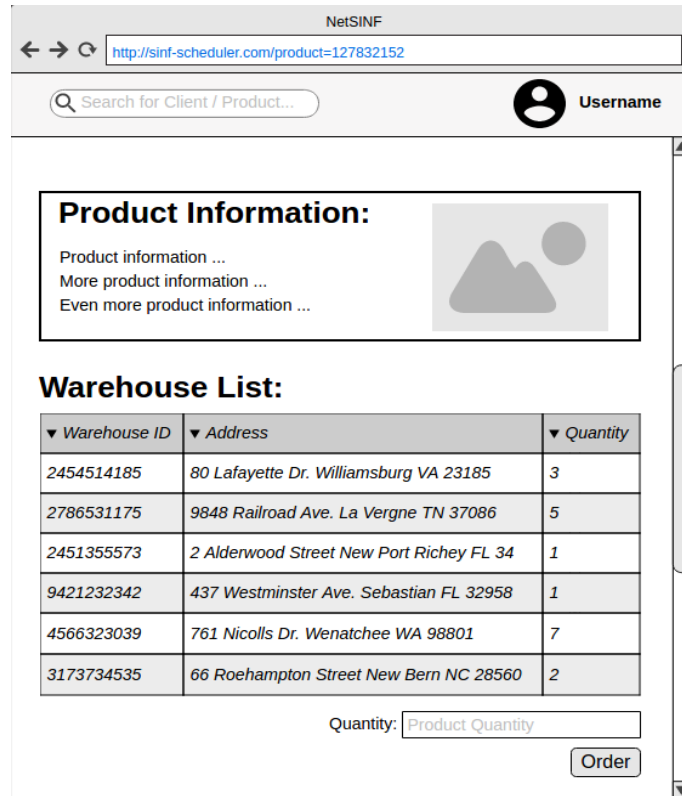 NetSINF
http://sinf-scheduler.com/product=127832152
Search for Client / Product...
Username
Product Information:
Product information ...
More product information ...
Even more product information ...
Warehouse List:
▼ Warehouse ID ▼ Address ▼ Quantity
2454514185 80 Lafayette Dr. Williamsburg VA 23185 3
2786531175 9848 Railroad Ave. La Vergne TN 37086 5
2451355573 2 Alderwood Street New Port Richey FL 34 1
9421232342 437 Westminster Ave. Sebastian FL 32958 1
4566323039 761 Nicolls Dr. Wenatchee WA 98801 7
3173734535 66 Roehampton Street New Bern NC 28560 2
Quantity: Product Quantity
Order